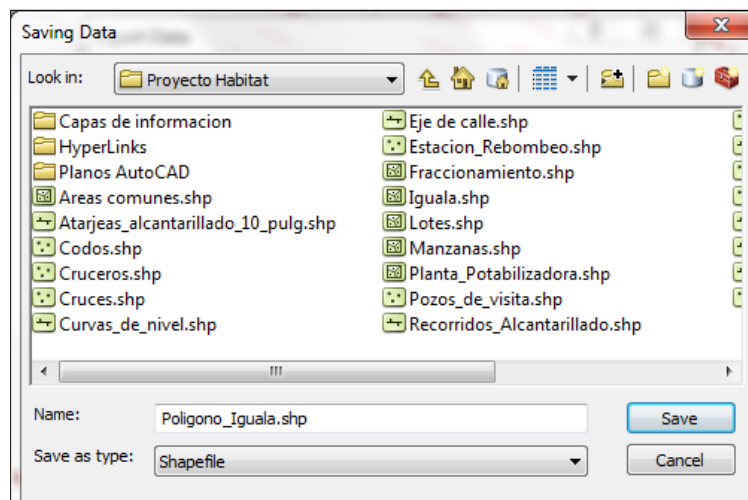 Saving Data
Look in:
Proyecto Habitat
Capas de informacion
HyperLinks
Planos AutoCAD
Areas comunes.shp
Atarjeas_alcantarillado_10_pulg.shp
Codos.shp
Cruceros.shp
Cruces.shp
Curvas_de_nivel.shp
Eje de calle.shp
Estacion_Rebombeo.shp
Fraccionamiento.shp
Iguala.shp
Lotes.shp
Manzanas.shp
Planta_Potabilizadora.shp
Pozos_de_visita.shp
Recorridos_Alcantarillado.shp
Name:
Poligono_Iguala.shp
Save
Save as type:
Shapefile
Cancel